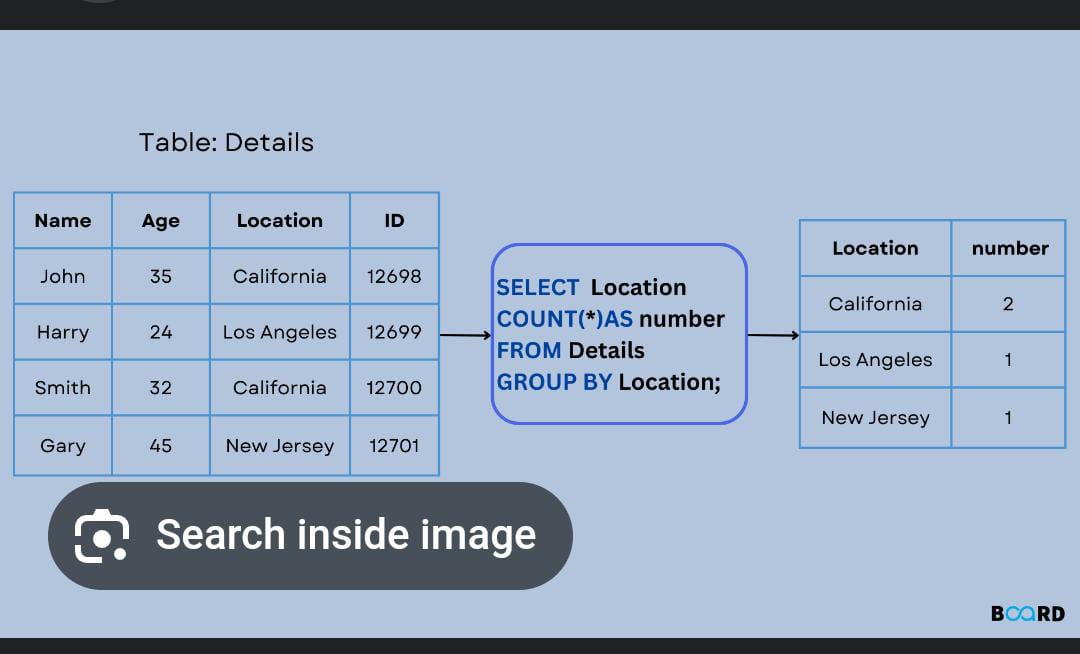 Table: Details
Name Age Location ID
John 35 California 12698
Harry 24 Los Angeles 12699
Smith 32 California 12700
Gary 45 New Jersey 12701
SELECT Location
COUNT(*)AS number
FROM Details
GROUP BY Location;
Location number
California 2
Los Angeles 1
New Jersey 1
Search inside image
BOARD